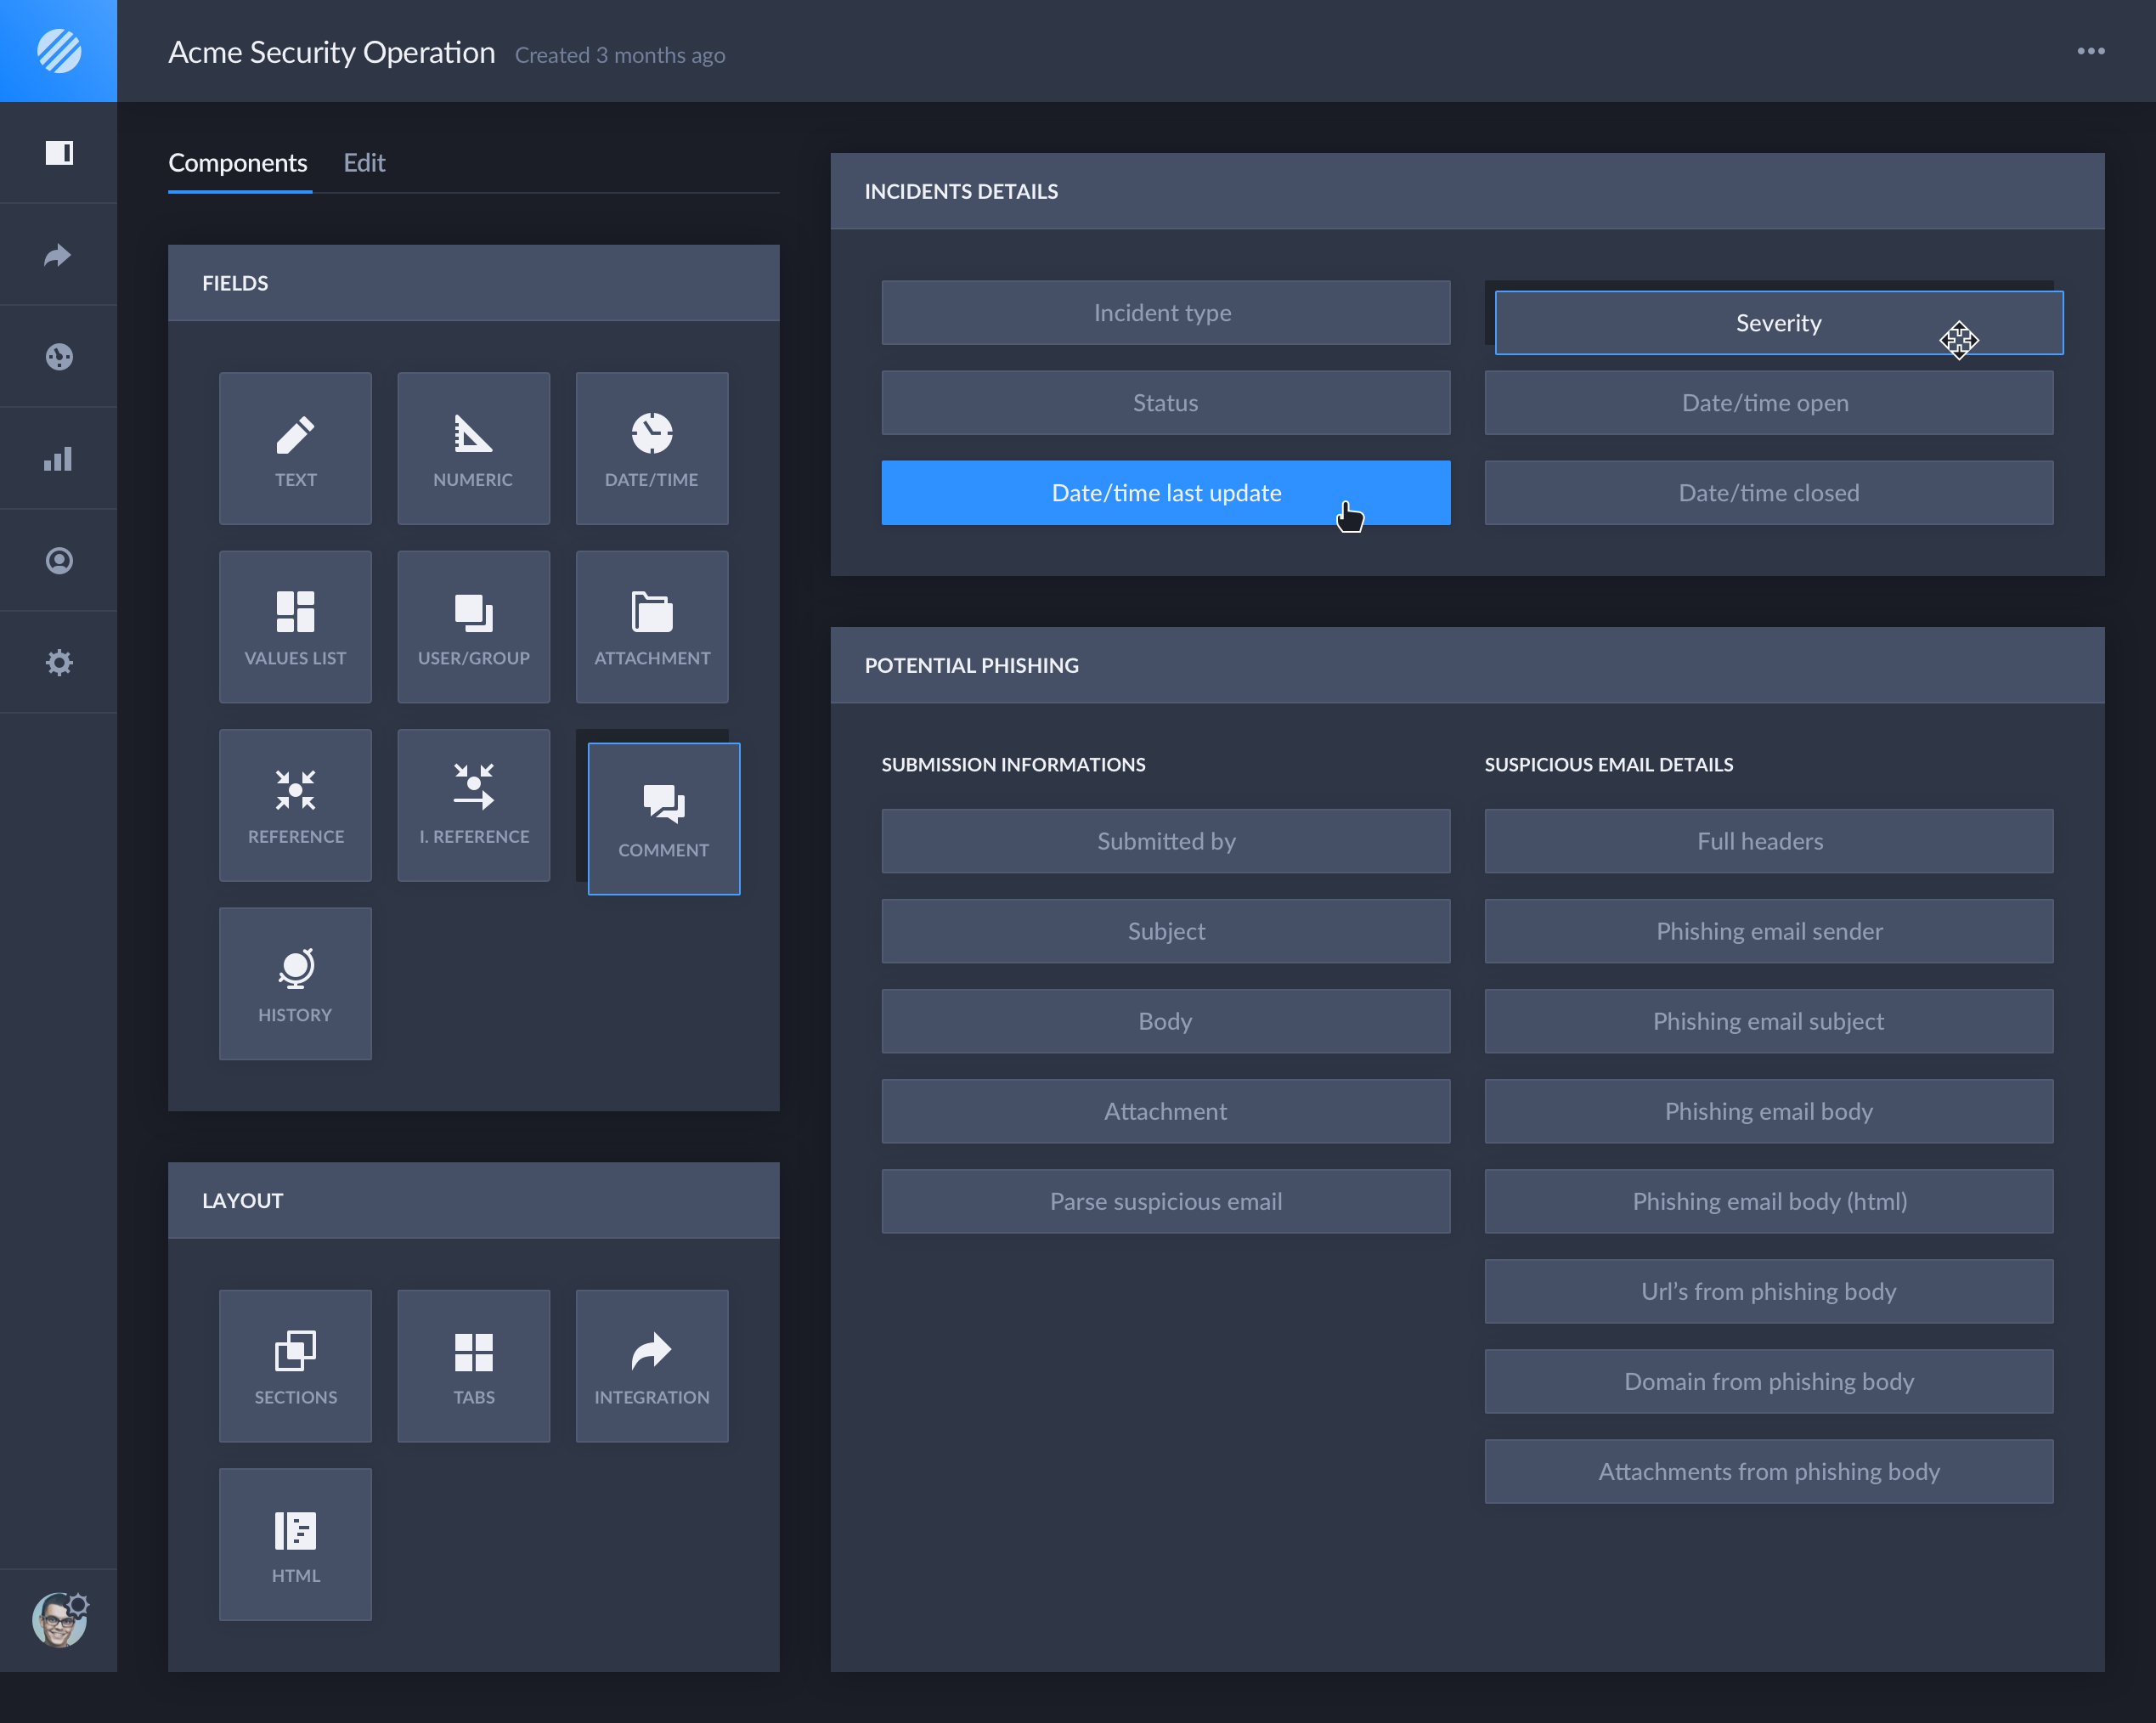 Acme Security Operation Created 3 months ago
Components Edit
FIELDS
TEXT NUMERIC DATE/TIME
VALUES LIST USER/GROUP ATTACHMENT
REFERENCE I. REFERENCE COMMENT
HISTORY
LAYOUT
SECTIONS TABS INTEGRATION
HTML
INCIDENTS DETAILS
Incident type Severity
Status Date/time open
Date/time last update Date/time closed
POTENTIAL PHISHING
SUBMISSION INFORMATIONS
Submitted by
Subject
Body
Attachment
Parse suspicious email
SUSPICIOUS EMAIL DETAILS
Full headers
Phishing email sender
Phishing email subject
Phishing email body
Phishing email body (html)
Url’s from phishing body
Domain from phishing body
Attachments from phishing body